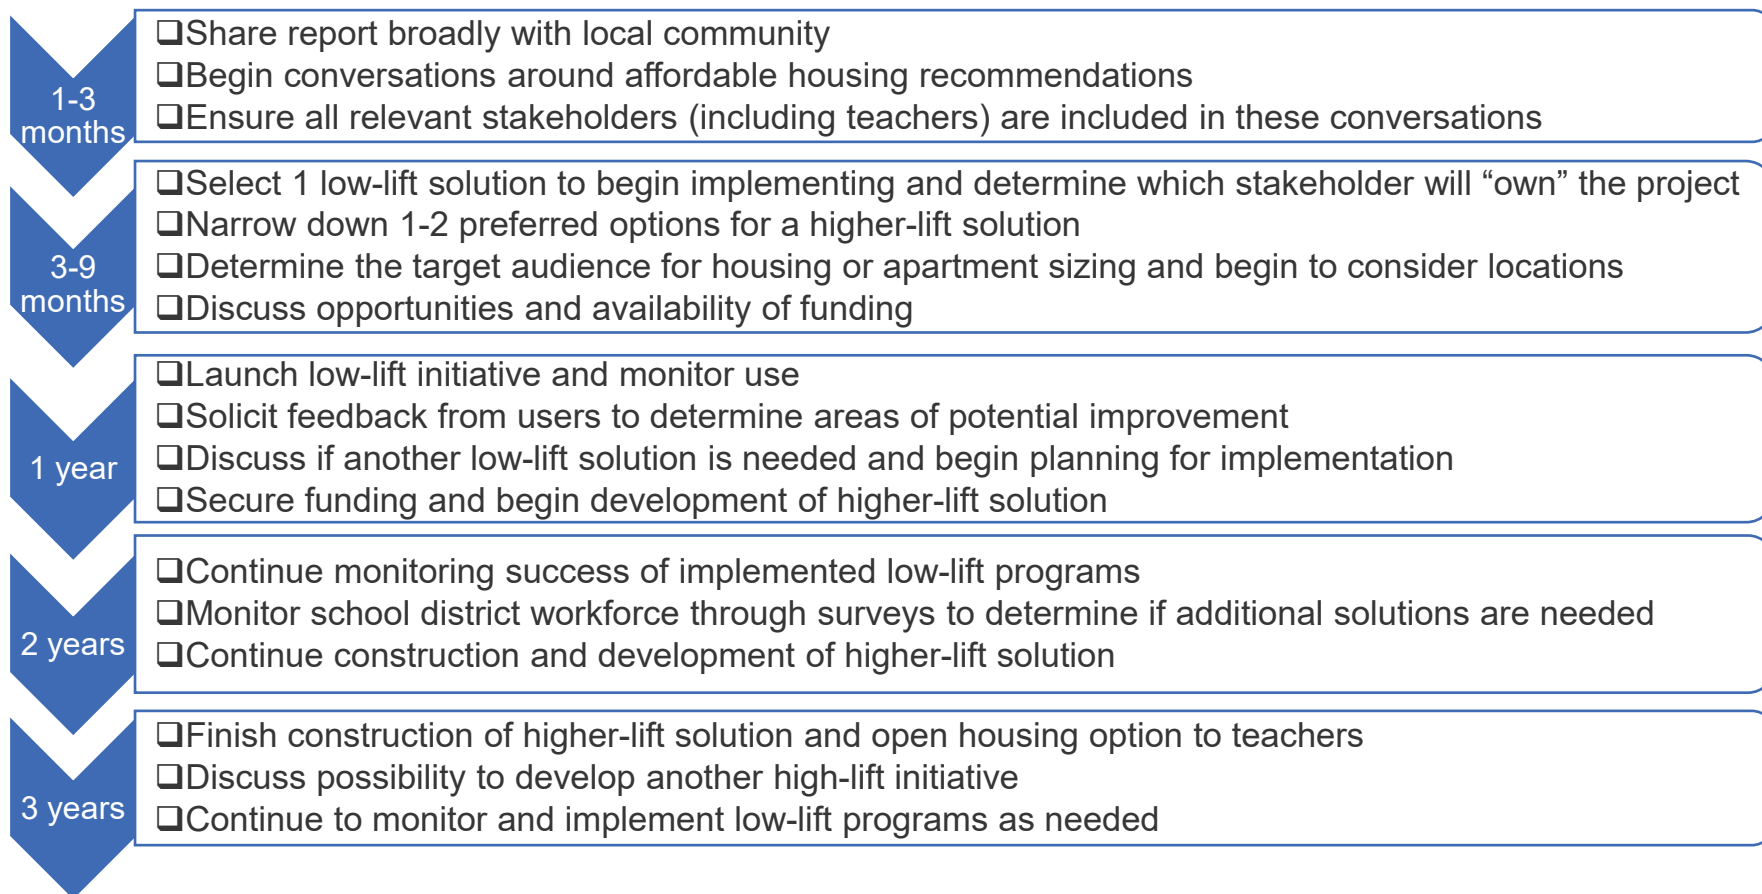 1-3
months
❑Share report broadly with local community
❑Begin conversations around affordable housing recommendations
❑Ensure all relevant stakeholders (including teachers) are included in these conversations
3-9
months
❑Select 1 low-lift solution to begin implementing and determine which stakeholder will “own” the project
❑Narrow down 1-2 preferred options for a higher-lift solution
❑Determine the target audience for housing or apartment sizing and begin to consider locations
❑Discuss opportunities and availability of funding
1 year
❑Launch low-lift initiative and monitor use
❑Solicit feedback from users to determine areas of potential improvement
❑Discuss if another low-lift solution is needed and begin planning for implementation
❑Secure funding and begin development of higher-lift solution
2 years
❑Continue monitoring success of implemented low-lift programs
❑Monitor school district workforce through surveys to determine if additional solutions are needed
❑Continue construction and development of higher-lift solution
3 years
❑Finish construction of higher-lift solution and open housing option to teachers
❑Discuss possibility to develop another high-lift initiative
❑Continue to monitor and implement low-lift programs as needed